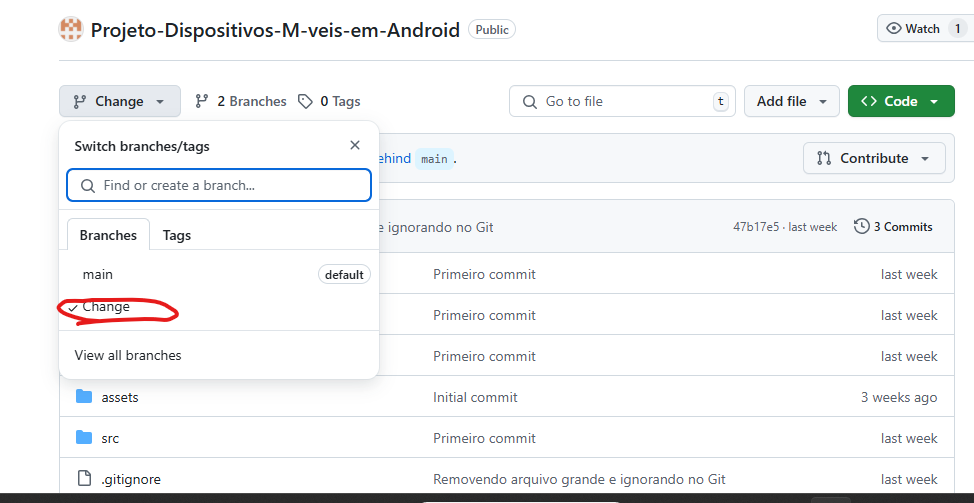 Projeto-Dispositivos-M-veis-em-Android Public Watch 1
Change 2 Branches 0 Tags Go to file t Add file Code
Switch branches/tags
ehind main . Contribute
Find or create a branch...
e ignorando no Git 47b17e5 · last week 3 Commits
Branches Tags
main default Primeiro commit last week
Change Primeiro commit last week
View all branches Primeiro commit last week
assets Initial commit 3 weeks ago
src Primeiro commit last week
.gitignore Removendo arquivo grande e ignorando no Git last week